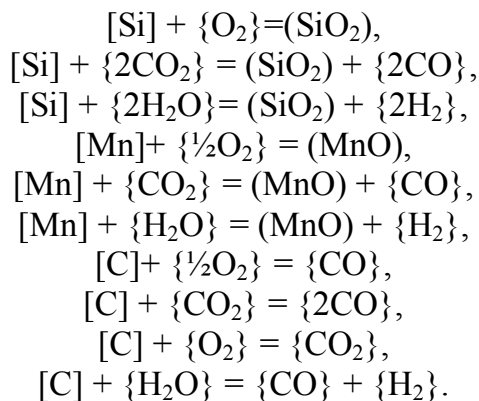 [Si] + {O₂}=(SiO₂),
[Si] + {2CO₂} = (SiO₂) + {2CO},
[Si] + {2H₂O}= (SiO₂) + {2H₂},
[Mn]+ {½O₂} = (MnO),
[Mn] + {CO₂} = (MnO) + {CO},
[Mn] + {H₂O} = (MnO) + {H₂},
[C]+ {½O₂} = {CO},
[C] + {CO₂} = {2CO},
[C] + {O₂} = {CO₂},
[C] + {H₂O} = {CO} + {H₂}.